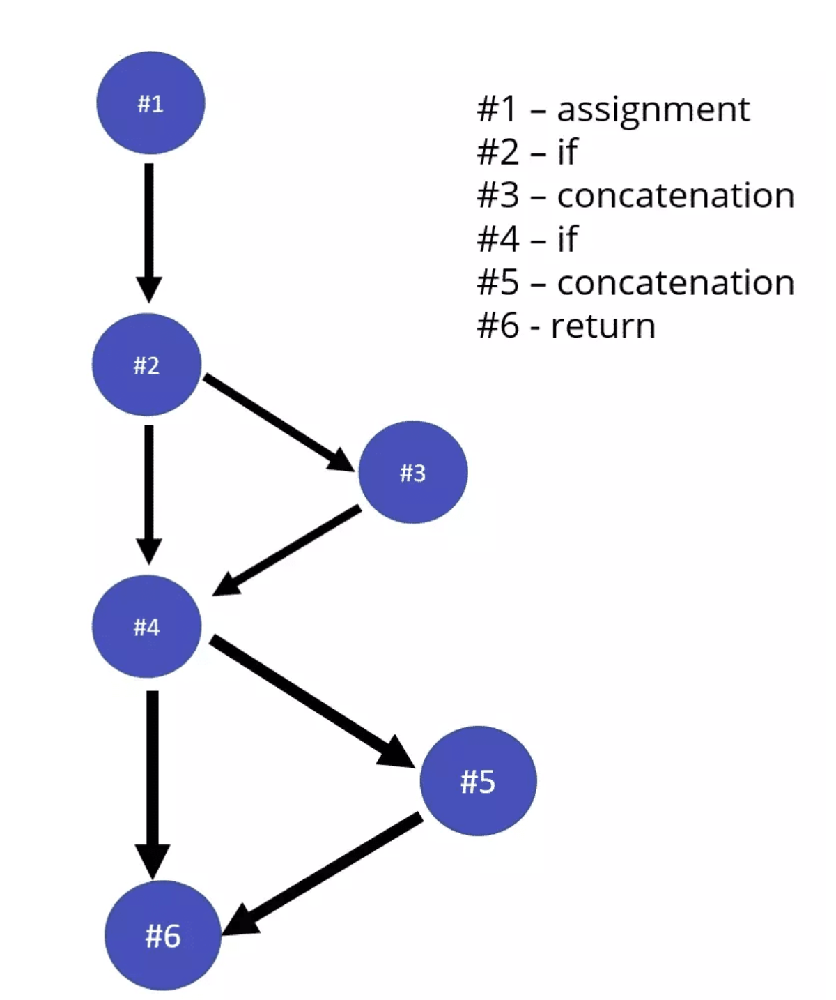 #1
#1 – assignment
#2 – if
#3 – concatenation
#4 – if
#5 – concatenation
#6 - return
#2
#3
#4
#5
#6